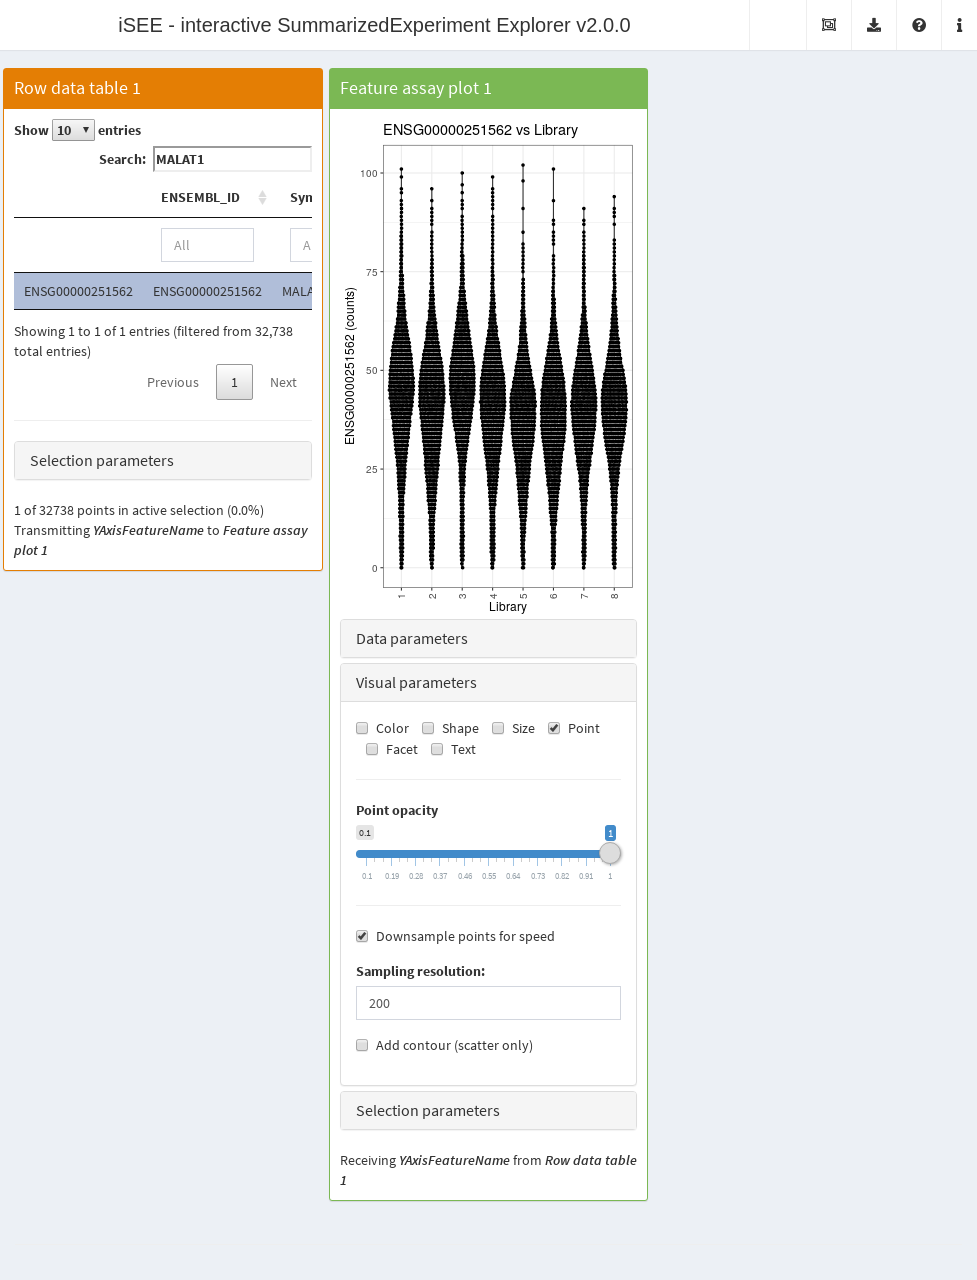 iSEE - interactive SummarizedExperiment Explorer v2.0.0
Row data table 1
Show 10 entries
Search: MALAT1
ENSEMBL_ID Syn
All A
ENSG00000251562 ENSG00000251562 MALA
Showing 1 to 1 of 1 entries (filtered from 32,738
total entries)
Previous 1 Next
Selection parameters
1 of 32738 points in active selection (0.0%)
Transmitting YAxisFeatureName to Feature assay
plot 1
Feature assay plot 1
ENSG00000251562 vs Library
ENSG00000251562 (counts)
100
75
50
25
0
1 2 3 4 5 6 7 8
Library
Data parameters
Visual parameters
Color Shape Size Point
Facet Text
Point opacity
0.1 1
0.1 0.19 0.28 0.37 0.46 0.55 0.64 0.73 0.82 0.91 1
Downsample points for speed
Sampling resolution:
200
Add contour (scatter only)
Selection parameters
Receiving YAxisFeatureName from Row data table
1